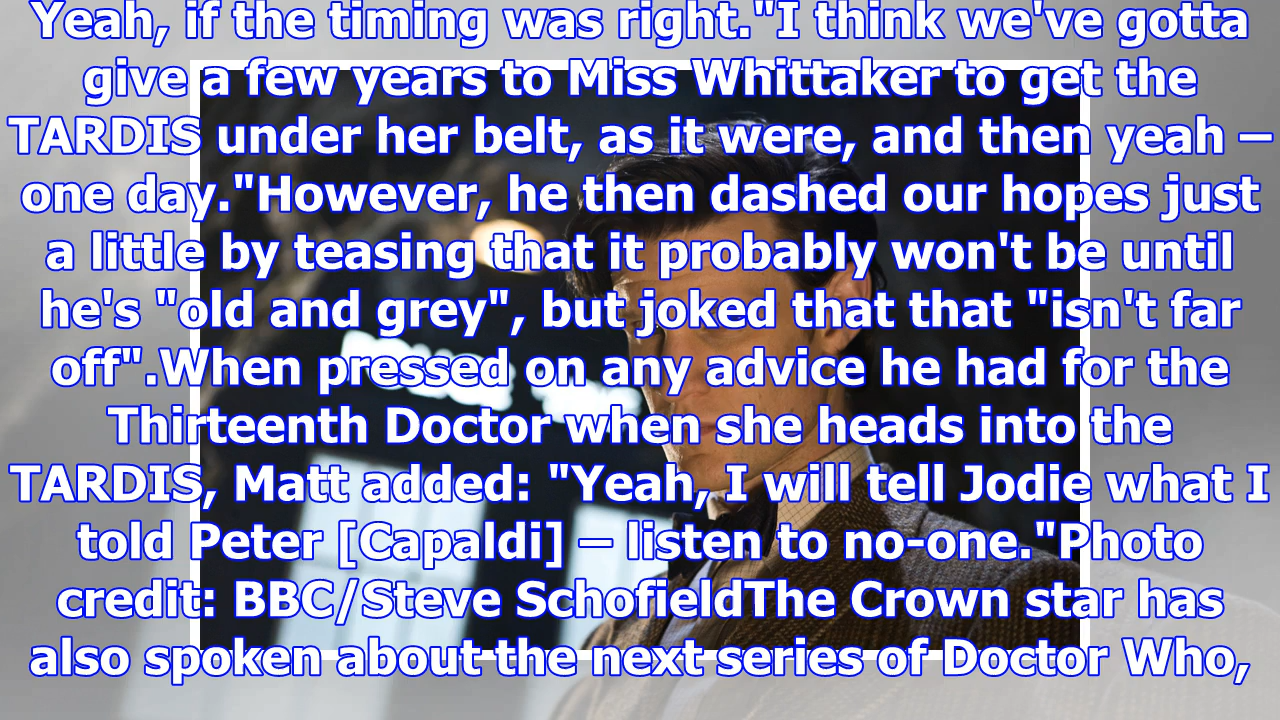 Yeah, if the timing was right."I think we've gotta
give a few years to Miss Whittaker to get the
TARDIS under her belt, as it were, and then yeah –
one day."However, he then dashed our hopes just
a little by teasing that it probably won't be until
he's "old and grey", but joked that that "isn't far
off".When pressed on any advice he had for the
Thirteenth Doctor when she heads into the
TARDIS, Matt added: "Yeah, I will tell Jodie what I
told Peter [Capaldi] – listen to no-one."Photo
credit: BBC/Steve SchofieldThe Crown star has
also spoken about the next series of Doctor Who,